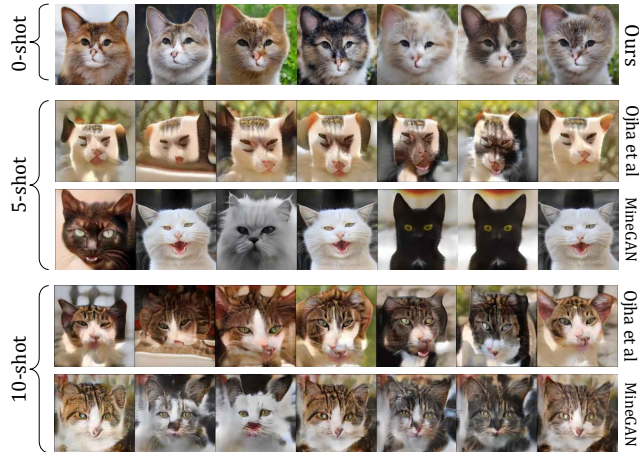 0-shot
Ours
5-shot
Ojha et al
MineGAN
10-shot
Ojha et al
MineGAN